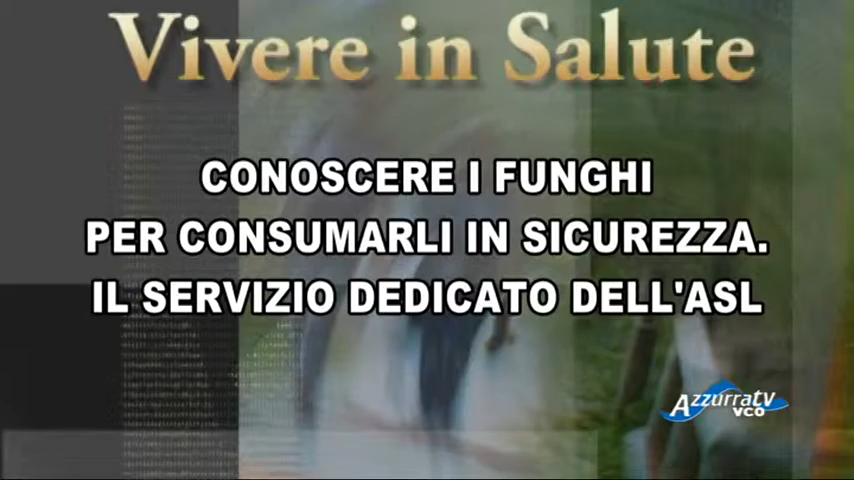 Vivere in Salute
CONOSCERE I FUNGHI
PER CONSUMARLI IN SICUREZZA.
IL SERVIZIO DEDICATO DELL'ASL
Azzurratv
vco